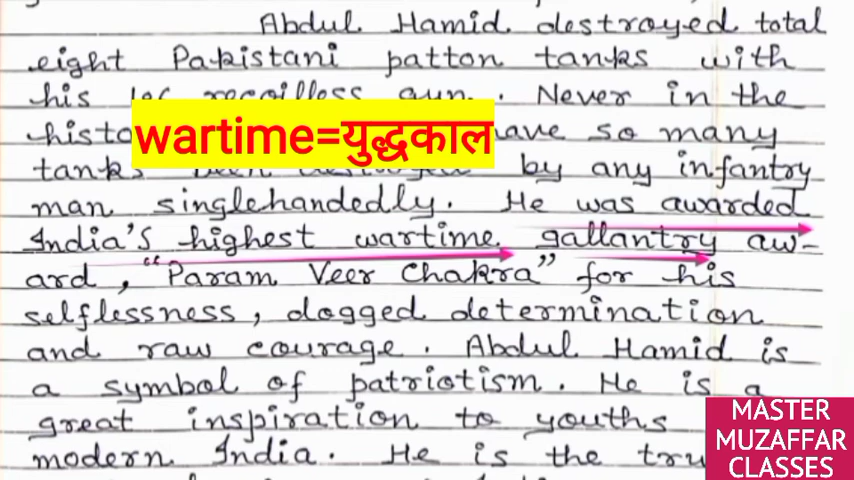 Abdul Hamid destroyed total
eight Pakistani patton tanks with
his recoilless gun. Never in the
wartime=युद्धकाल
have so many
tanks been destroyed by any infantry
man singlehandedly. He was awarded
India's highest wartime gallantry aw-
ard, "Param Veer Chakra" for his
selflessness, dogged determination
and raw courage. Abdul Hamid is
a symbol of patriotism. He is a
great inspiration to youths
modern India. He is the
MASTER
MUZAFFAR
CLASSES